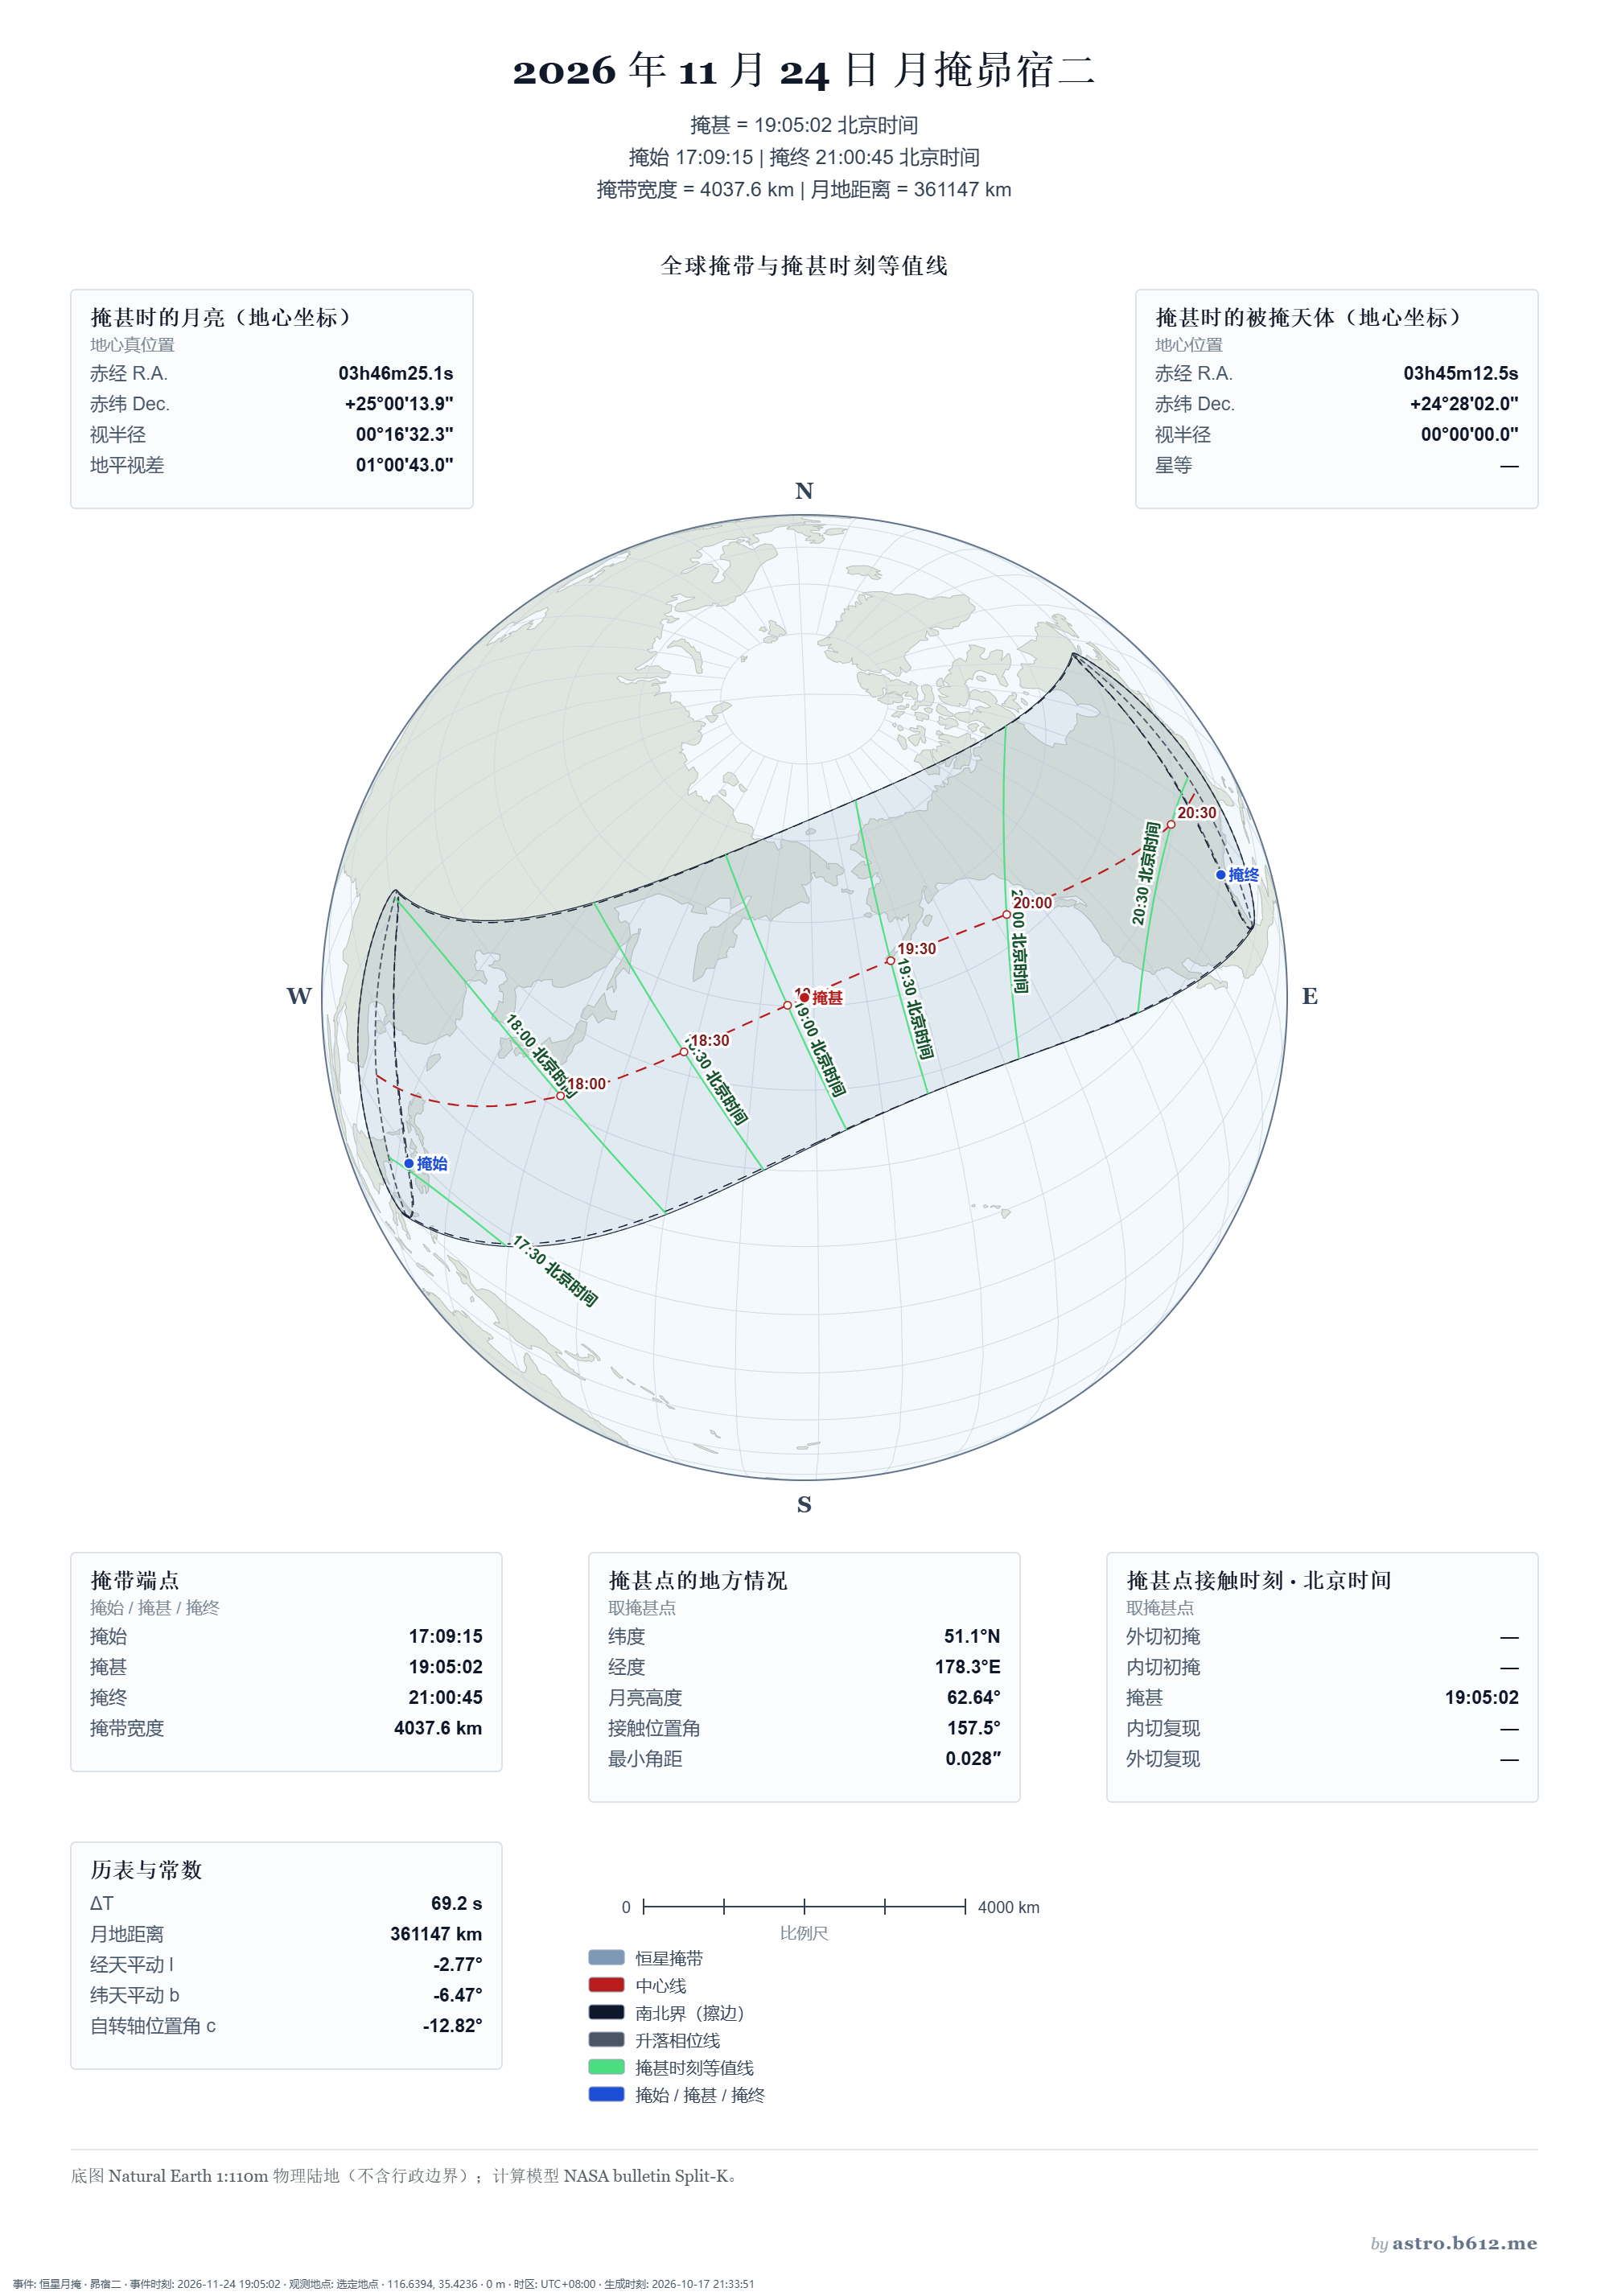 2026 年 11 月 24 日 月掩昴宿二
掩甚 = 19:05:02 北京时间
掩始 17:09:15 | 掩终 21:00:45 北京时间
掩带宽度 = 4037.6 km | 月地距离 = 361147 km
全球掩带与掩甚时刻等值线
掩甚时的月亮（地心坐标）
地心真位置
赤经 R.A. 03h46m25.1s
赤纬 Dec. +25°00'13.9"
视半径 00°16'32.3"
地平视差 01°00'43.0"
掩甚时的被掩天体（地心坐标）
地心位置
赤经 R.A. 03h45m12.5s
赤纬 Dec. +24°28'02.0"
视半径 00°00'00.0"
星等 —
N
W
E
S
20:30
掩终
20:30 北京时间
20:00
00 北京时间
19:30
19:30 北京时间
掩甚
19:00 北京时间
18:30
:30 北京时间
18:00
18:00 北京时间
掩始
17:30 北京时间
掩带端点
掩始 / 掩甚 / 掩终
掩始 17:09:15
掩甚 19:05:02
掩终 21:00:45
掩带宽度 4037.6 km
掩甚点的地方情况
取掩甚点
纬度 51.1°N
经度 178.3°E
月亮高度 62.64°
接触位置角 157.5°
最小角距 0.028″
掩甚点接触时刻 · 北京时间
取掩甚点
外切初掩 —
内切初掩 —
掩甚 19:05:02
内切复现 —
外切复现 —
历表与常数
ΔT 69.2 s
月地距离 361147 km
经天平动 l -2.77°
纬天平动 b -6.47°
自转轴位置角 c -12.82°
0 4000 km
比例尺
恒星掩带
中心线
南北界（擦边）
升落相位线
掩甚时刻等值线
掩始 / 掩甚 / 掩终
底图 Natural Earth 1:110m 物理陆地（不含行政边界）；计算模型 NASA bulletin Split-K。
by astro.b612.me
事件: 恒星月掩 · 昴宿二 · 事件时刻: 2026-11-24 19:05:02 · 观测地点: 选定地点 · 116.6394, 35.4236 · 0 m · 时区: UTC+08:00 · 生成时刻: 2026-10-17 21:33:51